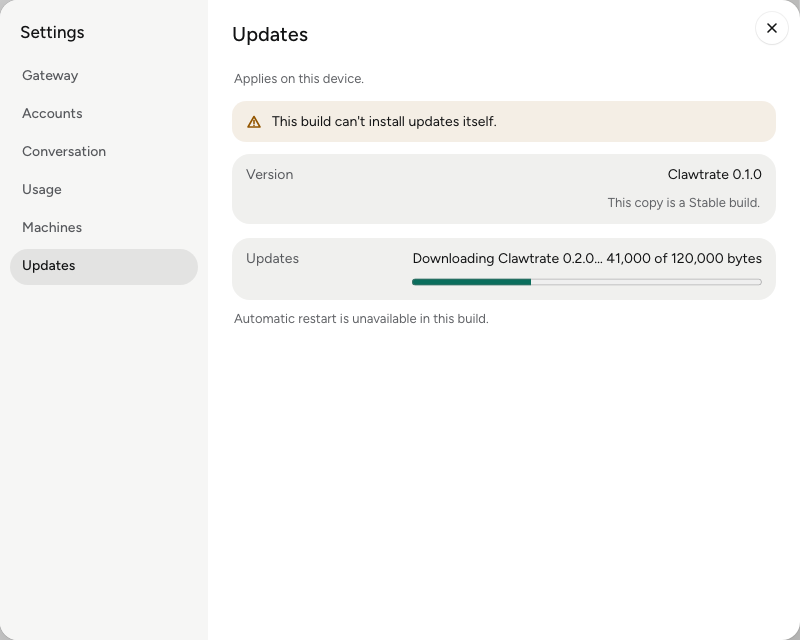 Settings
Gateway
Accounts
Conversation
Usage
Machines
Updates
Updates
Applies on this device.
This build can't install updates itself.
Version
Clawtrate 0.1.0
This copy is a Stable build.
Updates
Downloading Clawtrate 0.2.0… 41,000 of 120,000 bytes
Automatic restart is unavailable in this build.